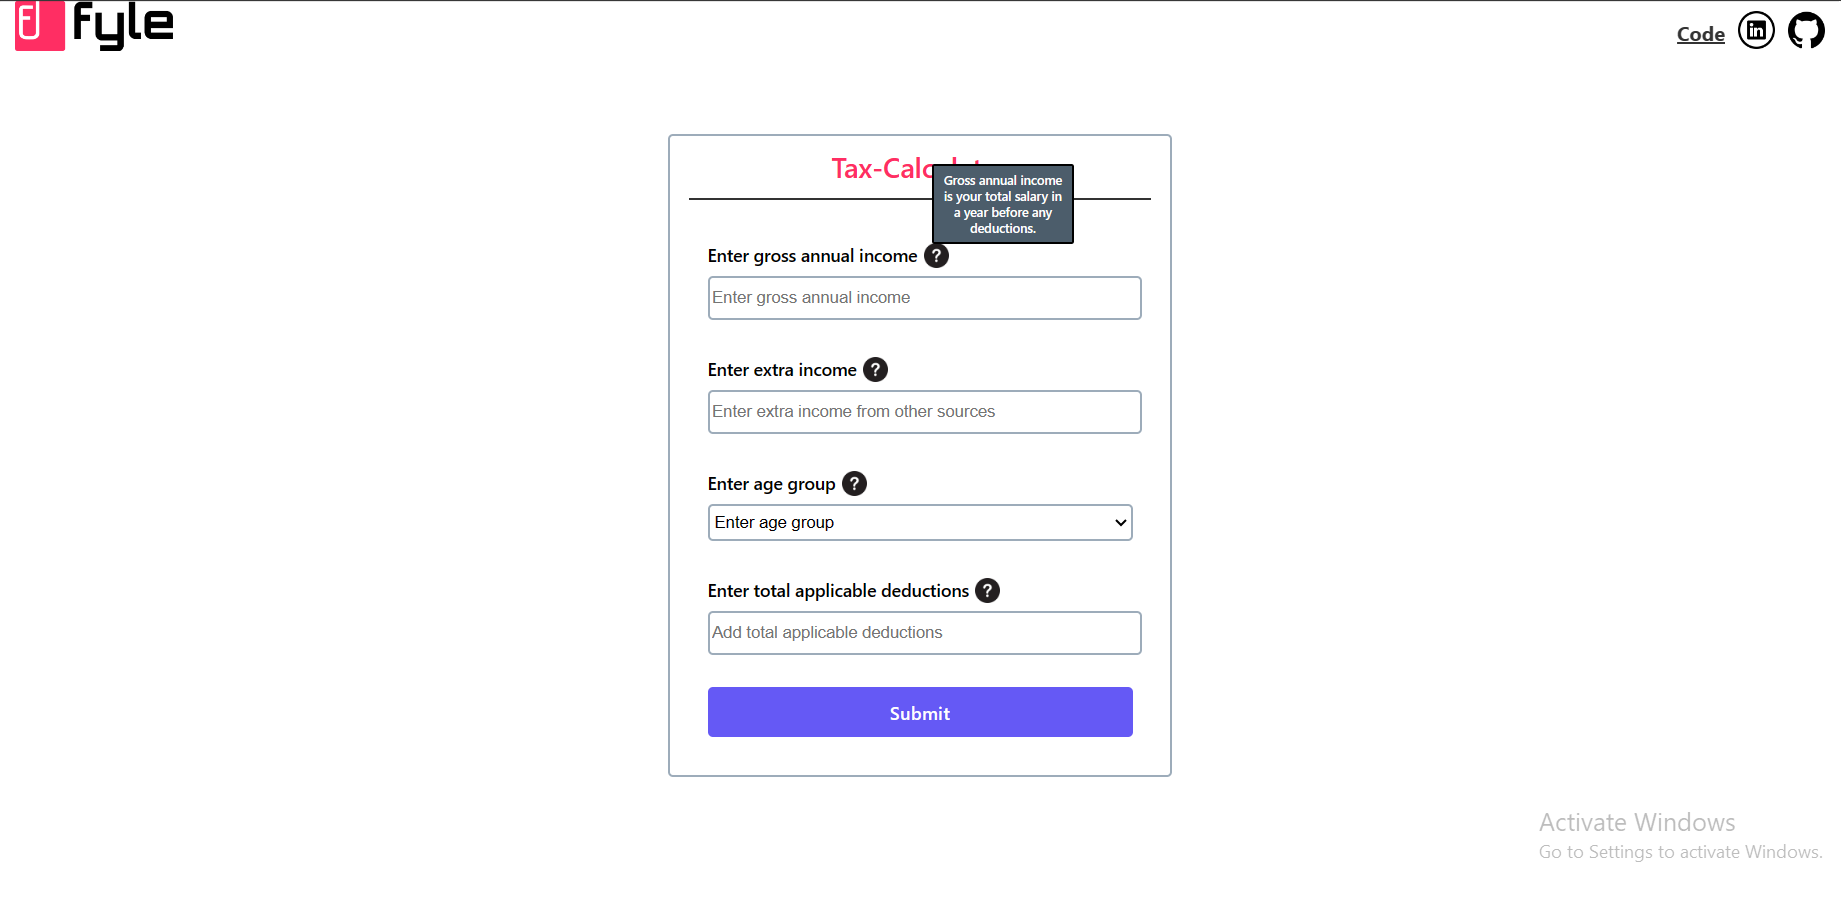 fyle
Code
Tax-Calculat
Gross annual income
is your total salary in
a year before any
deductions.
Enter gross annual income ?
Enter gross annual income
Enter extra income ?
Enter extra income from other sources
Enter age group ?
Enter age group
Enter total applicable deductions ?
Add total applicable deductions
Submit
Activate Windows
Go to Settings to activate Windows.